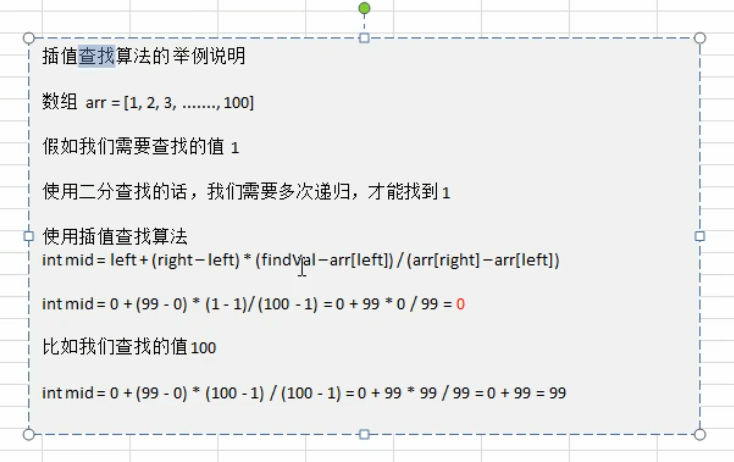 插值查找算法的举例说明
数组 arr = [1, 2, 3, ......., 100]
假如我们需要查找的值 1
使用二分查找的话，我们需要多次递归，才能找到 1
使用插值查找算法
int mid = left + (right – left) * (findVal – arr[left]) / (arr[right] – arr[left])
int mid = 0 + (99 - 0) * (1 - 1)/ (100 - 1) = 0 + 99 * 0 / 99 = 0
比如我们查找的值 100
int mid = 0 + (99 - 0) * (100 - 1) / (100 - 1) = 0 + 99 * 99 / 99 = 0 + 99 = 99